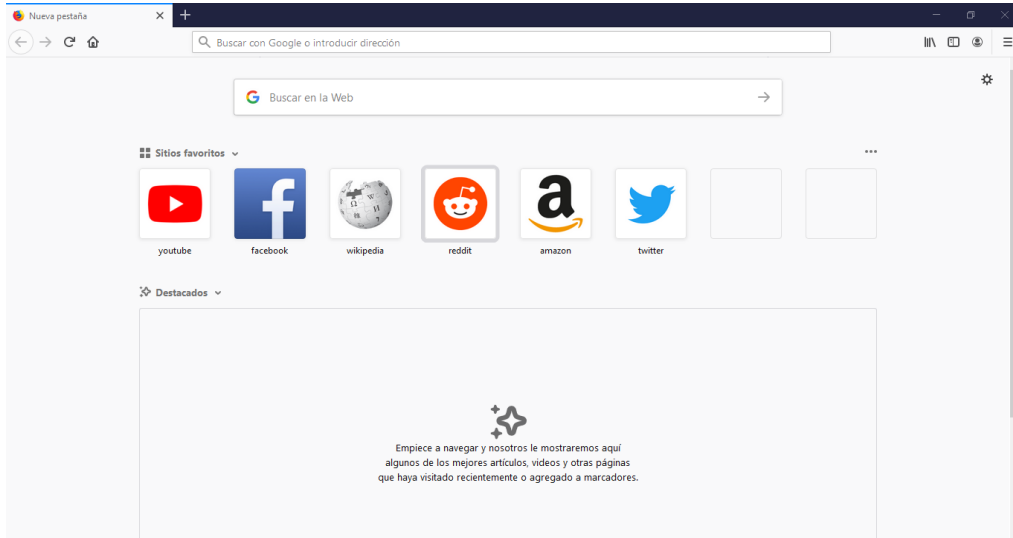 Nueva pestaña
Buscar con Google o introducir dirección
Buscar en la Web
Sitios favoritos
youtube
facebook
wikipedia
reddit
amazon
twitter
Destacados
Empiece a navegar y nosotros le mostraremos aquí
algunos de los mejores artículos, videos y otras páginas
que haya visitado recientemente o agregado a marcadores.